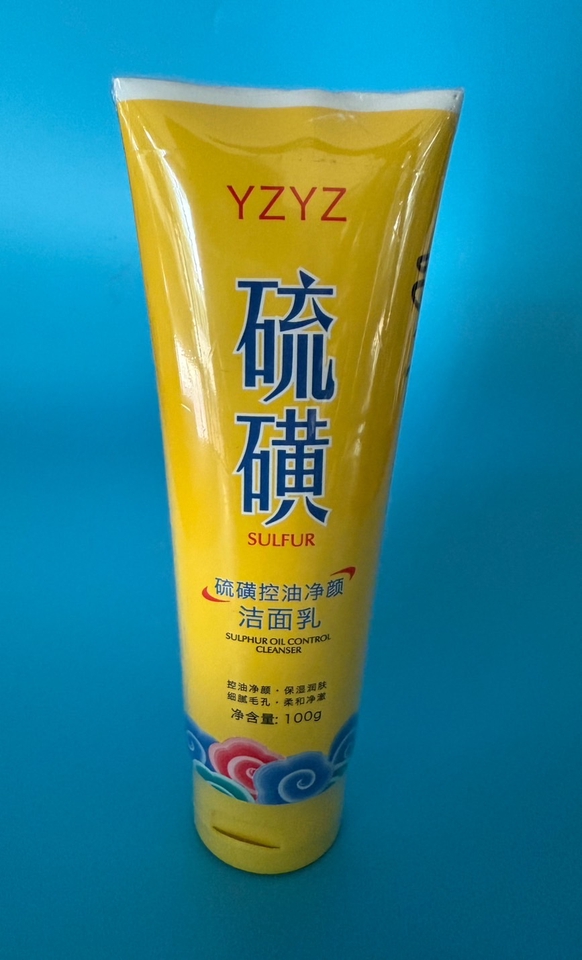 YZYZ
硫
磺
SULFUR
硫磺控油净颜
洁面乳
SULPHUR OIL CONTROL
CLEANSER
控油净颜·保湿润肤
细腻毛孔·柔和净澈
净含量: 100g